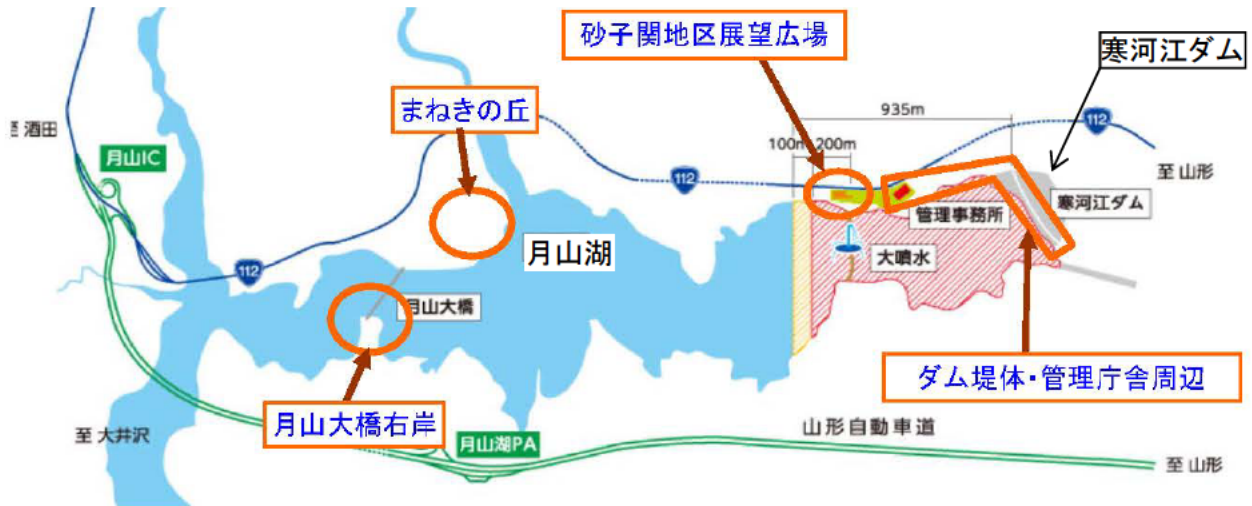 砂子関地区展望広場
寒河江ダム
まねきの丘
935m
112
100m
200m
至 酒田
月山IC
112
至 山形
管理事務所
寒河江ダム
月山湖
大噴水
112
月山大橋
ダム堤体・管理庁舎周辺
月山大橋右岸
山形自動車道
至 大井沢
月山湖PA
至 山形